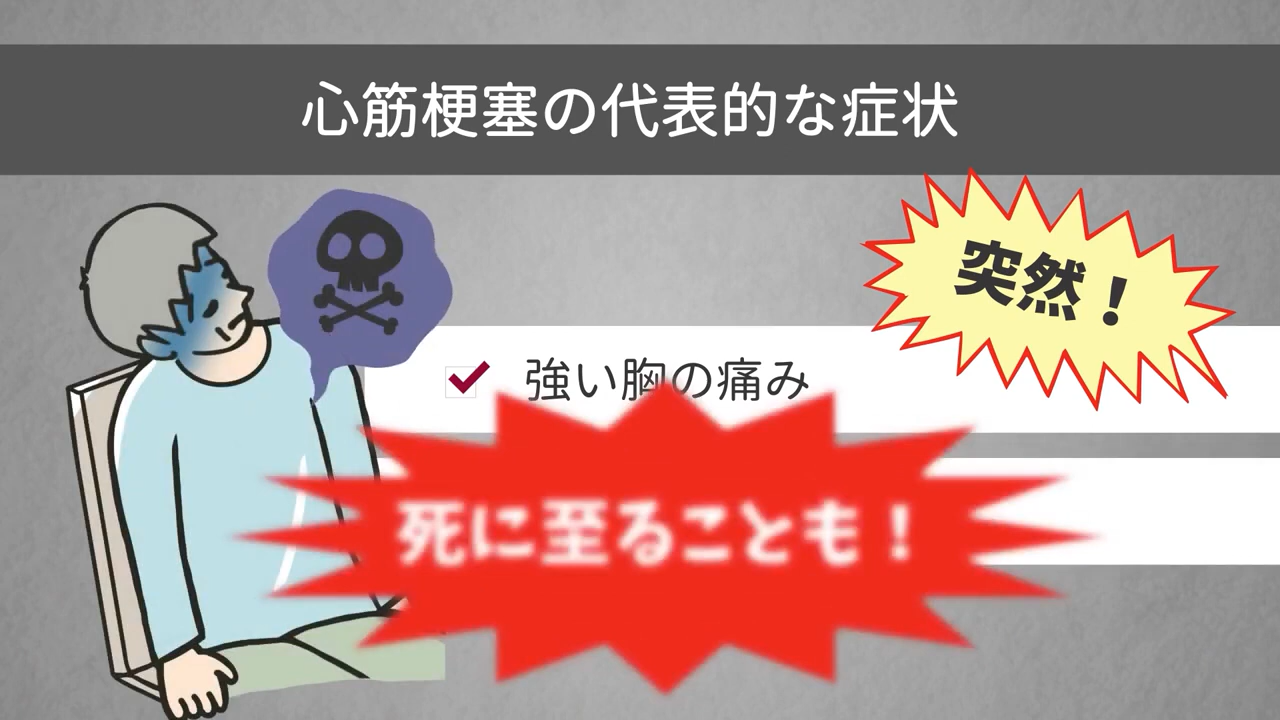 心筋梗塞の代表的な症状
突然！
強い胸の痛み
死に至ることも！